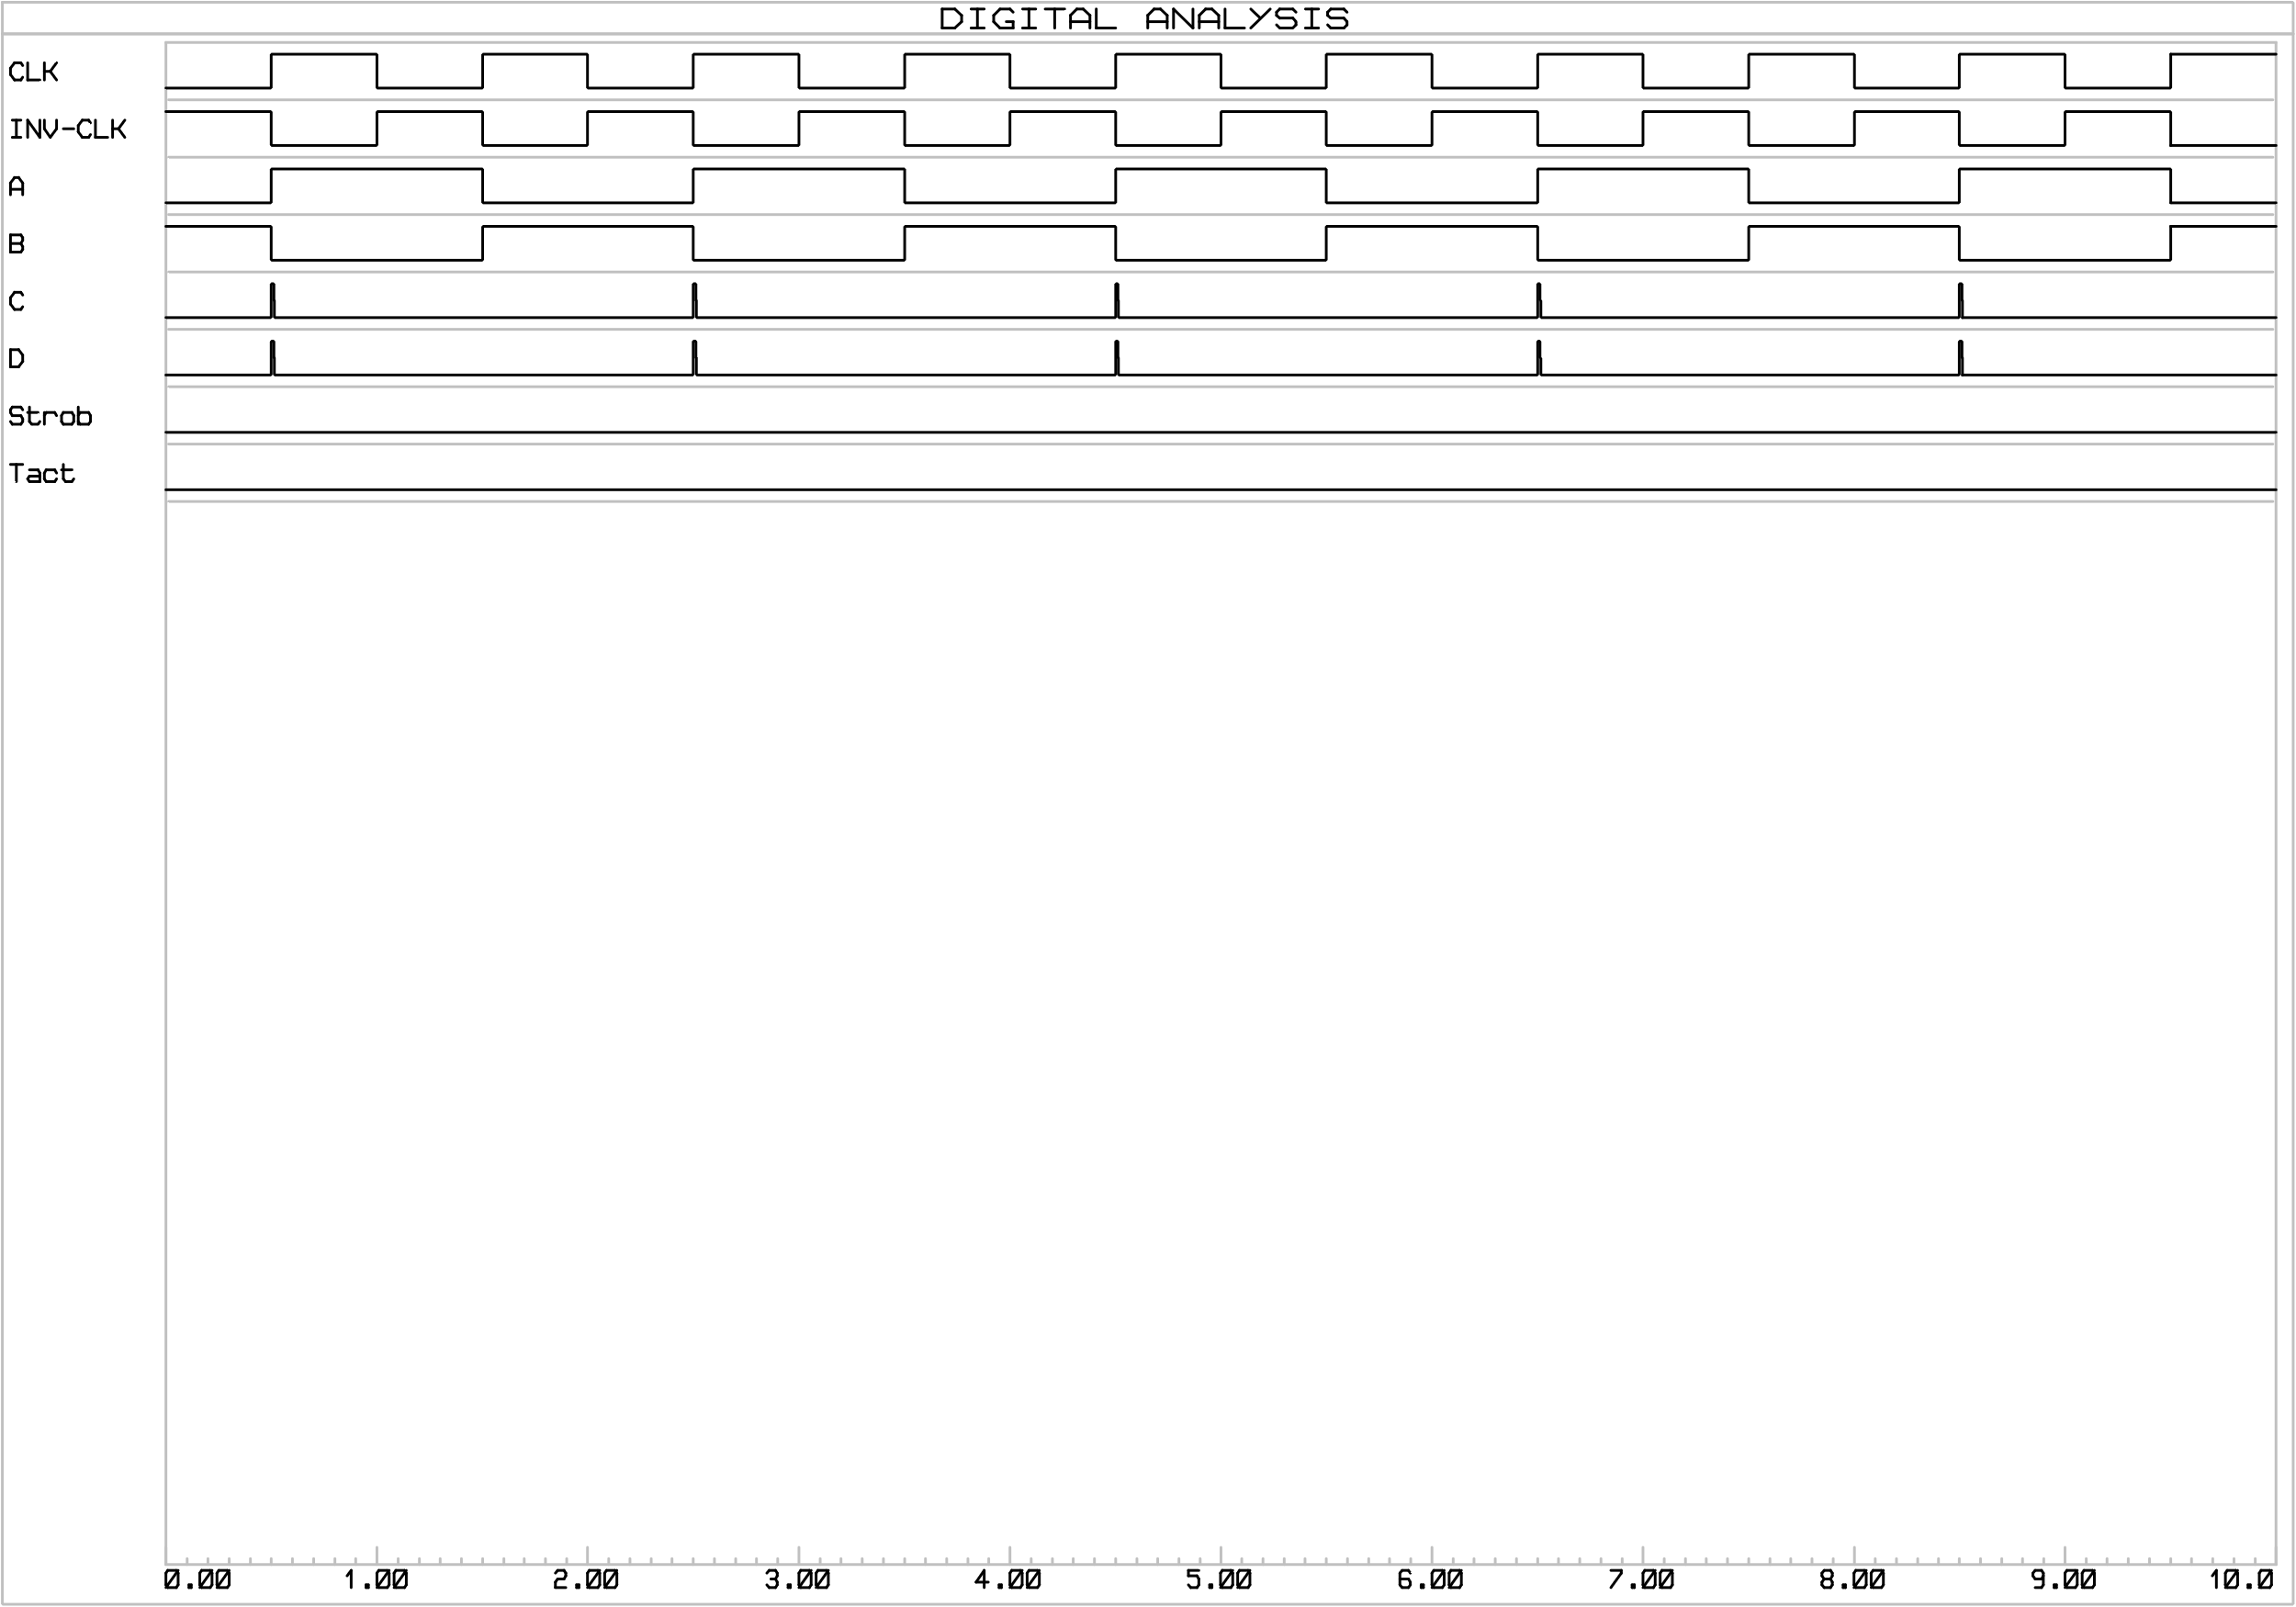 DIGITAL ANALYSIS
CLK
INV-CLK
A
B
C
D
Strob
Tact
0.00 1.00 2.00 3.00 4.00 5.00 6.00 7.00 8.00 9.00 10.0